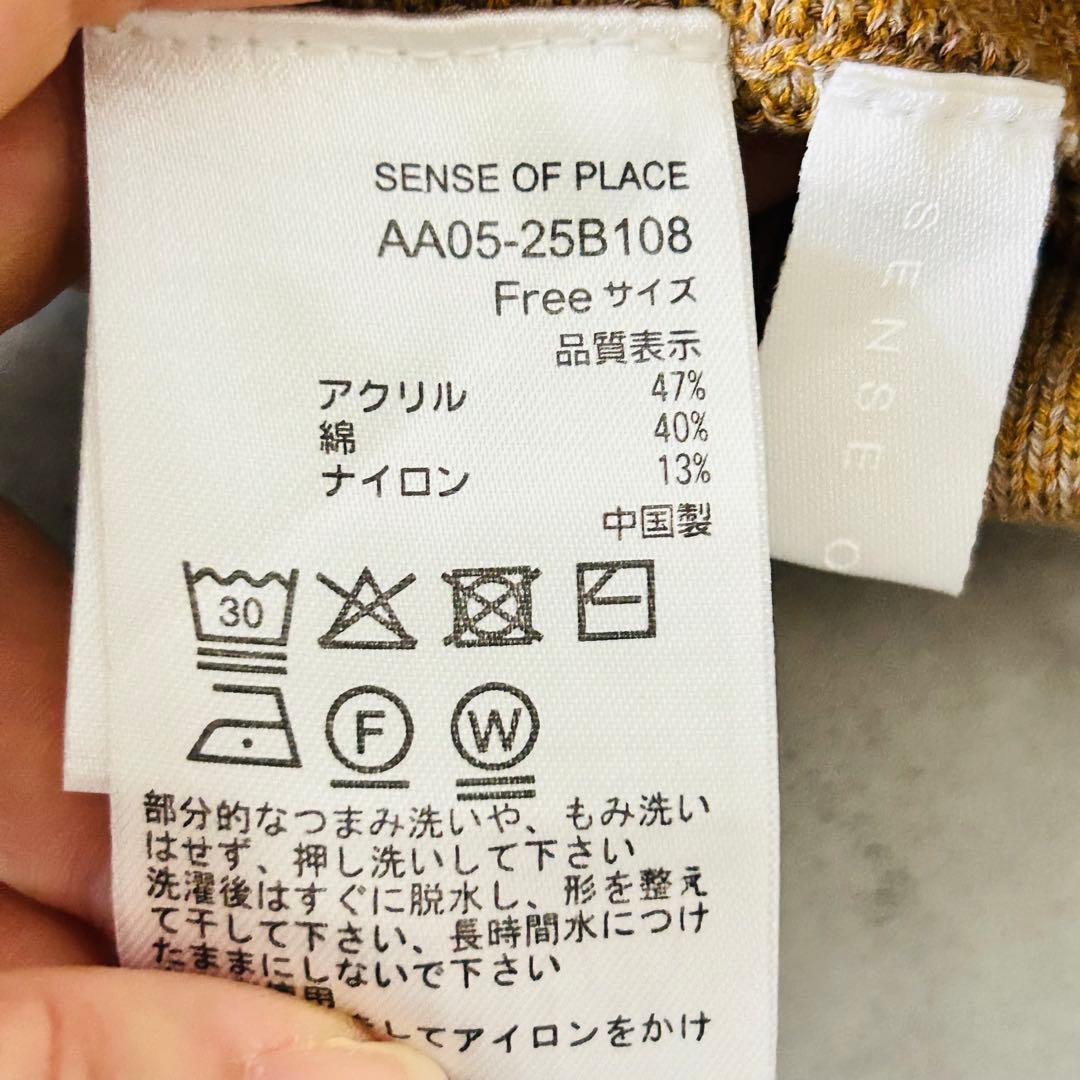 SENSE OF PLACE
AA05-25B108
Free サイズ
品質表示
アクリル 47%
綿 40%
ナイロン 13%
中国製
30
F W
部分的なつまみ洗いや、もみ洗い
はせず、押し洗いして下さい
洗濯後はすぐに脱水し、形を整え
て干して下さい、長時間水につけ
たままにしないで下さい
使用
してアイロンをかけ
SENSE O